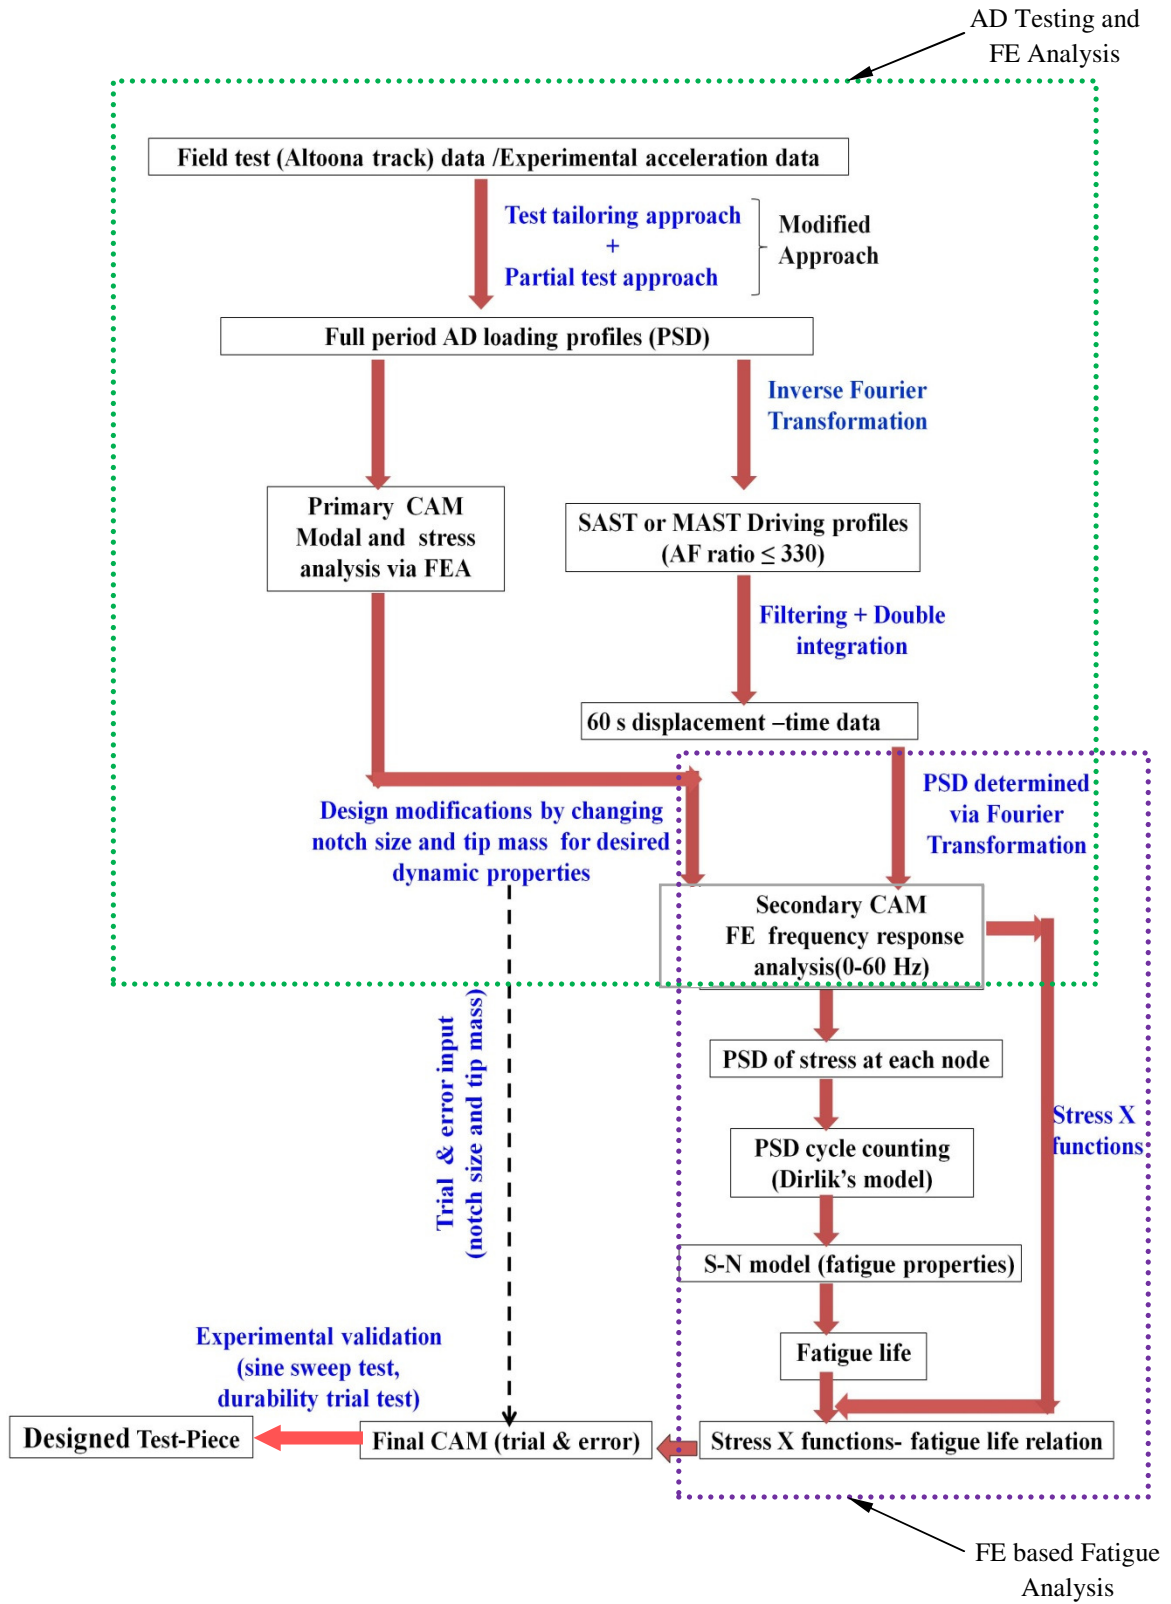 AD Testing and
FE Analysis
Field test (Altoona track) data /Experimental acceleration data
Test tailoring approach
+
Partial test approach
Modified
Approach
Full period AD loading profiles (PSD)
Inverse Fourier
Transformation
Primary CAM
Modal and stress
analysis via FEA
SAST or MAST Driving profiles
(AF ratio ≤ 330)
Filtering + Double
integration
60 s displacement –time data
Design modifications by changing
notch size and tip mass for desired
dynamic properties
PSD determined
via Fourier
Transformation
Secondary CAM
FE frequency response
analysis(0-60 Hz)
Trial & error input
(notch size and tip mass)
PSD of stress at each node
Stress X
functions
PSD cycle counting
(Dirlik's model)
S-N model (fatigue properties)
Fatigue life
Experimental validation
(sine sweep test,
durability trial test)
Designed Test-Piece
Final CAM (trial & error)
Stress X functions- fatigue life relation
FE based Fatigue
Analysis